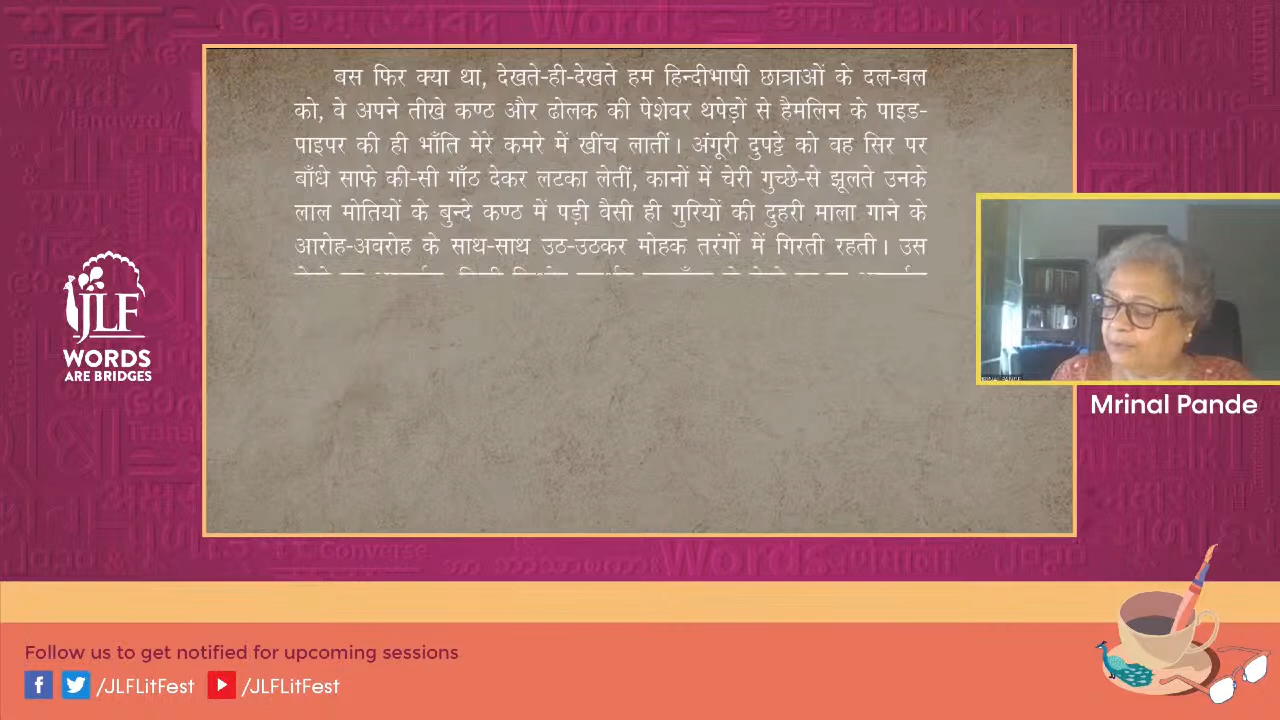 बस फिर क्या था, देखते-ही-देखते हम हिन्दीभाषी छात्राओं के दल-बल
को, वे अपने तीखे कण्ठ और ढोलक की पेशेवर थपेड़ों से हैमलिन के पाइड-
पाइपर की ही भाँति मेरे कमरे में खींच लातीं। अंगूरी दुपट्टे को वह सिर पर
बाँधे साफे की-सी गाँठ देकर लटका लेतीं, कानों में चेरी गुच्छे-से झूलते उनके
लाल मोतियों के बुन्दे कण्ठ में पड़ी वैसी ही गुरियों की दुहरी माला गाने के
आरोह-अबरोह के साथ-साथ उठ-उठकर मोहक तरंगों में गिरती रहती। उस
JLF
WORDS
ARE BRIDGES
Mrinal Pande
Follow us to get notified for upcoming sessions
/JLFLitFest /JLFLitFest